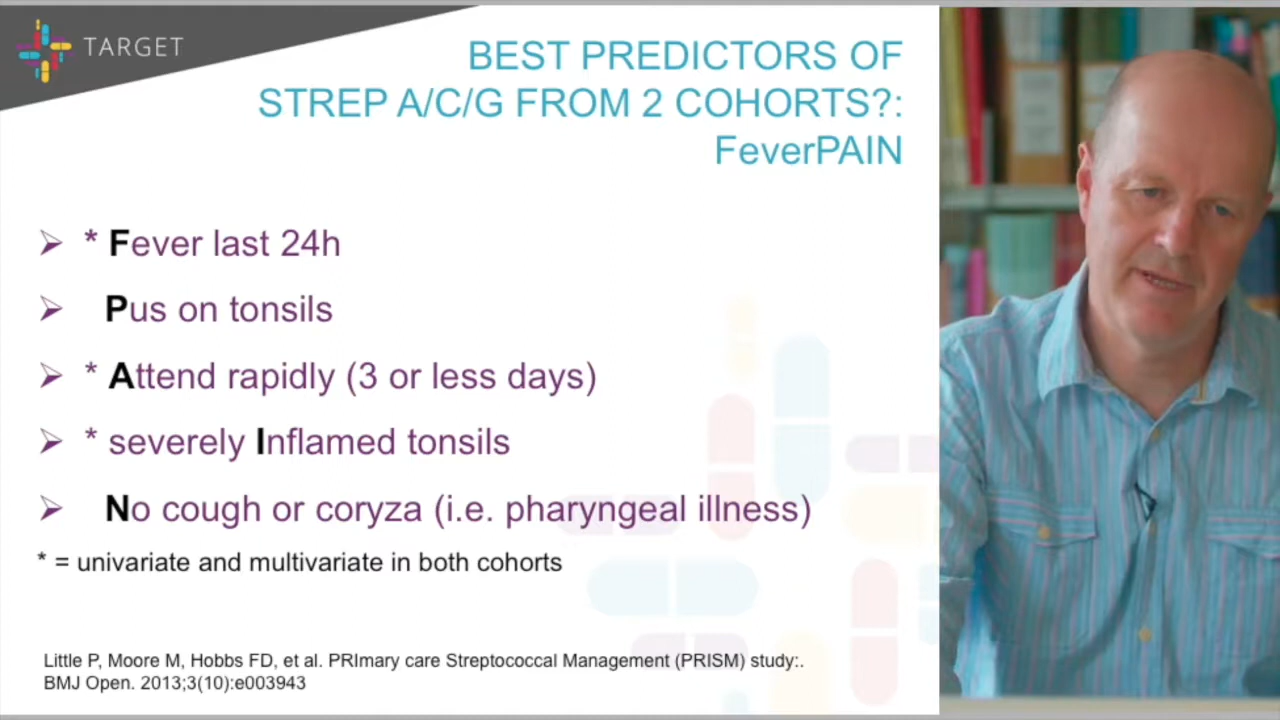 TARGET
BEST PREDICTORS OF
STREP A/C/G FROM 2 COHORTS?:
FeverPAIN
➢ * Fever last 24h
➢ Pus on tonsils
➢ * Attend rapidly (3 or less days)
➢ * severely Inflamed tonsils
➢ No cough or coryza (i.e. pharyngeal illness)
* = univariate and multivariate in both cohorts
Little P, Moore M, Hobbs FD, et al. PRImary care Streptococcal Management (PRISM) study:.
BMJ Open. 2013;3(10):e003943